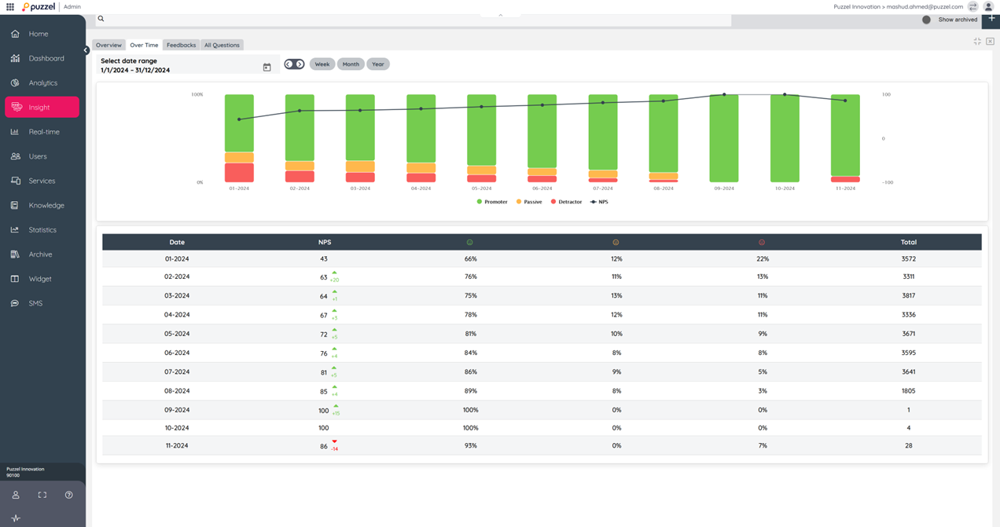 puzzel Admin
Puzzel Innovation > mashud.ahmed@puzzel.com
Show archived
Home
Dashboard
Analytics
Insight
Real-time
Users
Services
Knowledge
Statistics
Archive
Widget
SMS
Puzzel Innovation
90100
Overview Over Time Feedbacks All Questions
Select date range
1/1/2024 - 31/12/2024
Week Month Year
100% 100
0
0% -100
01-2024 02-2024 03-2024 04-2024 05-2024 06-2024 07-2024 08-2024 09-2024 10-2024 11-2024
Promoter Passive Detractor NPS
Date NPS Total
01-2024 43 66% 12% 22% 3572
02-2024 63 +20 76% 11% 13% 3311
03-2024 64 +1 75% 13% 11% 3817
04-2024 67 +3 78% 12% 11% 3336
05-2024 72 +5 81% 10% 9% 3671
06-2024 76 +4 84% 8% 8% 3595
07-2024 81 +5 86% 9% 5% 3641
08-2024 85 +4 89% 8% 3% 1805
09-2024 100 +15 100% 0% 0% 1
10-2024 100 100% 0% 0% 4
11-2024 86 -14 93% 0% 7% 28